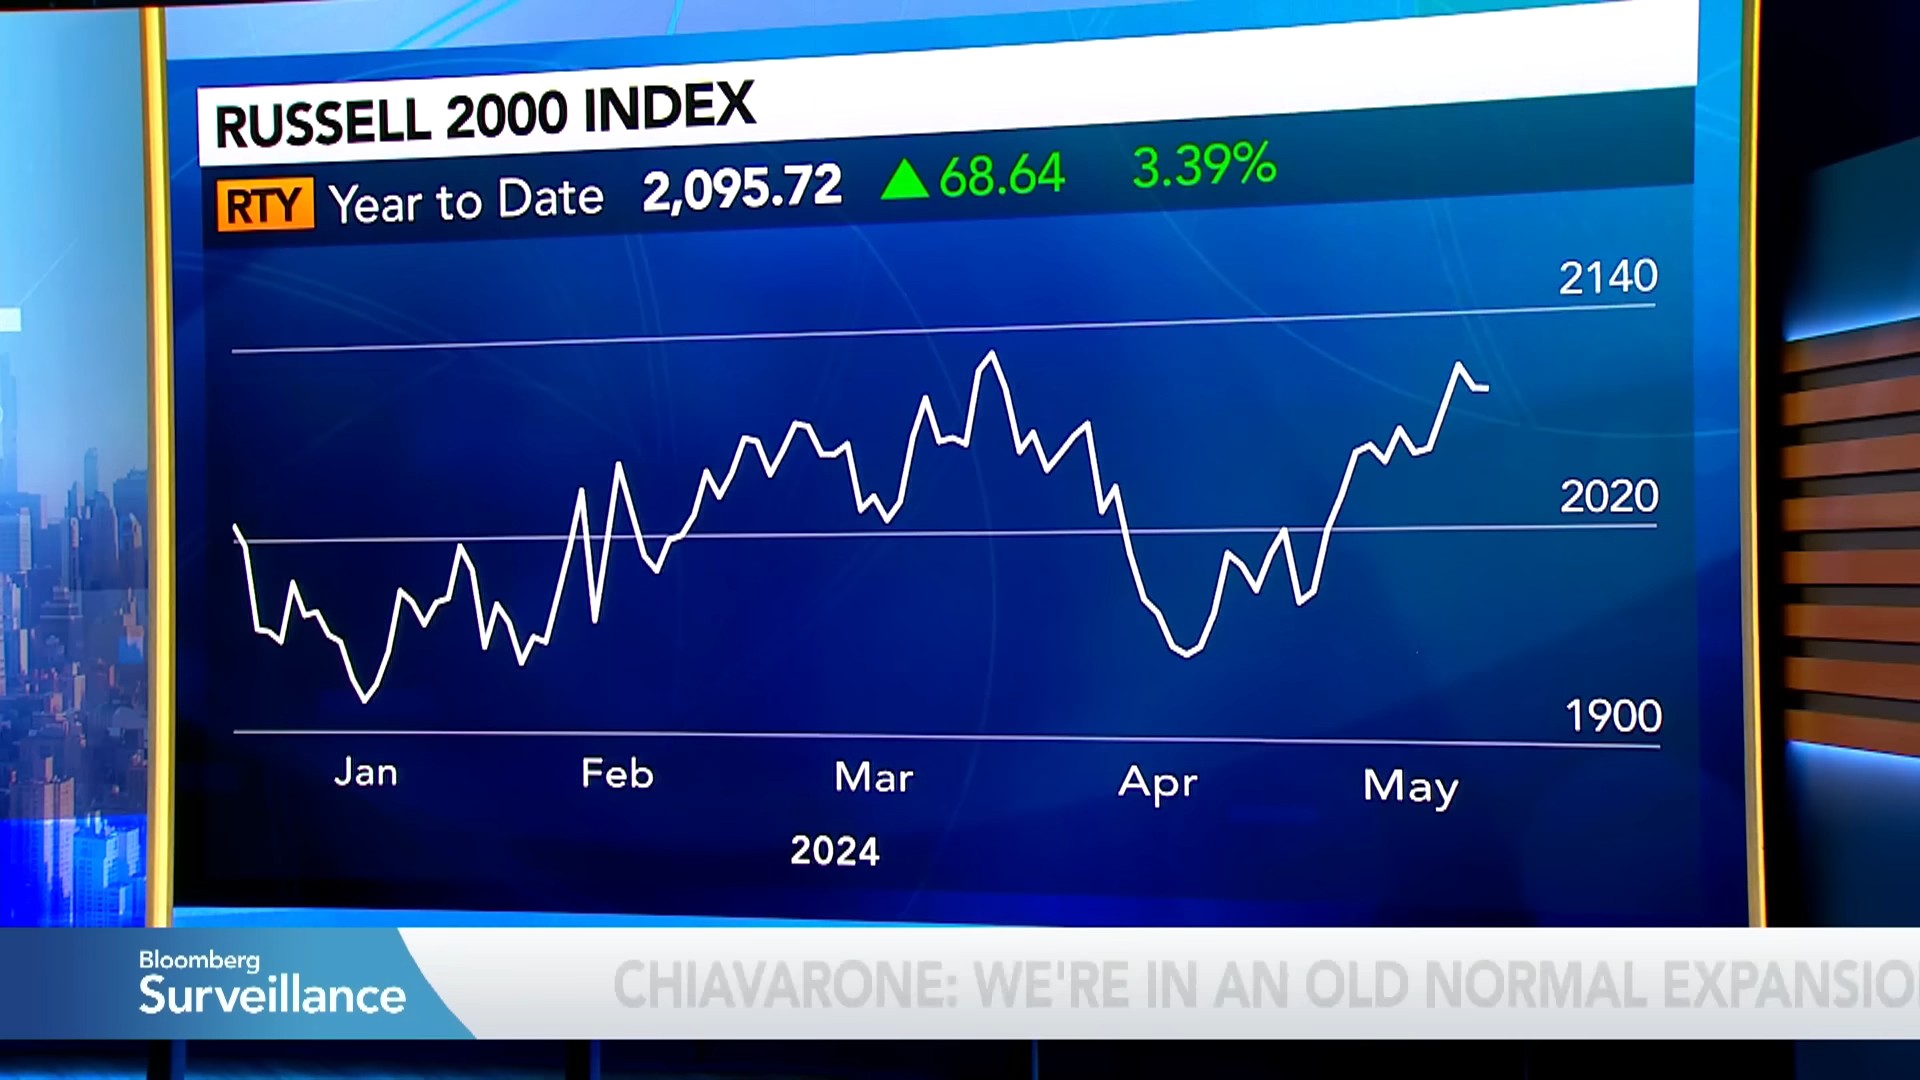 RUSSELL 2000 INDEX
RTY Year to Date 2,095.72 ▲68.64 3.39%
2140
2020
1900
Jan Feb Mar Apr May
2024
Bloomberg
Surveillance
CHIAVARONE: WE'RE IN AN OLD NORMAL EXPANSIO